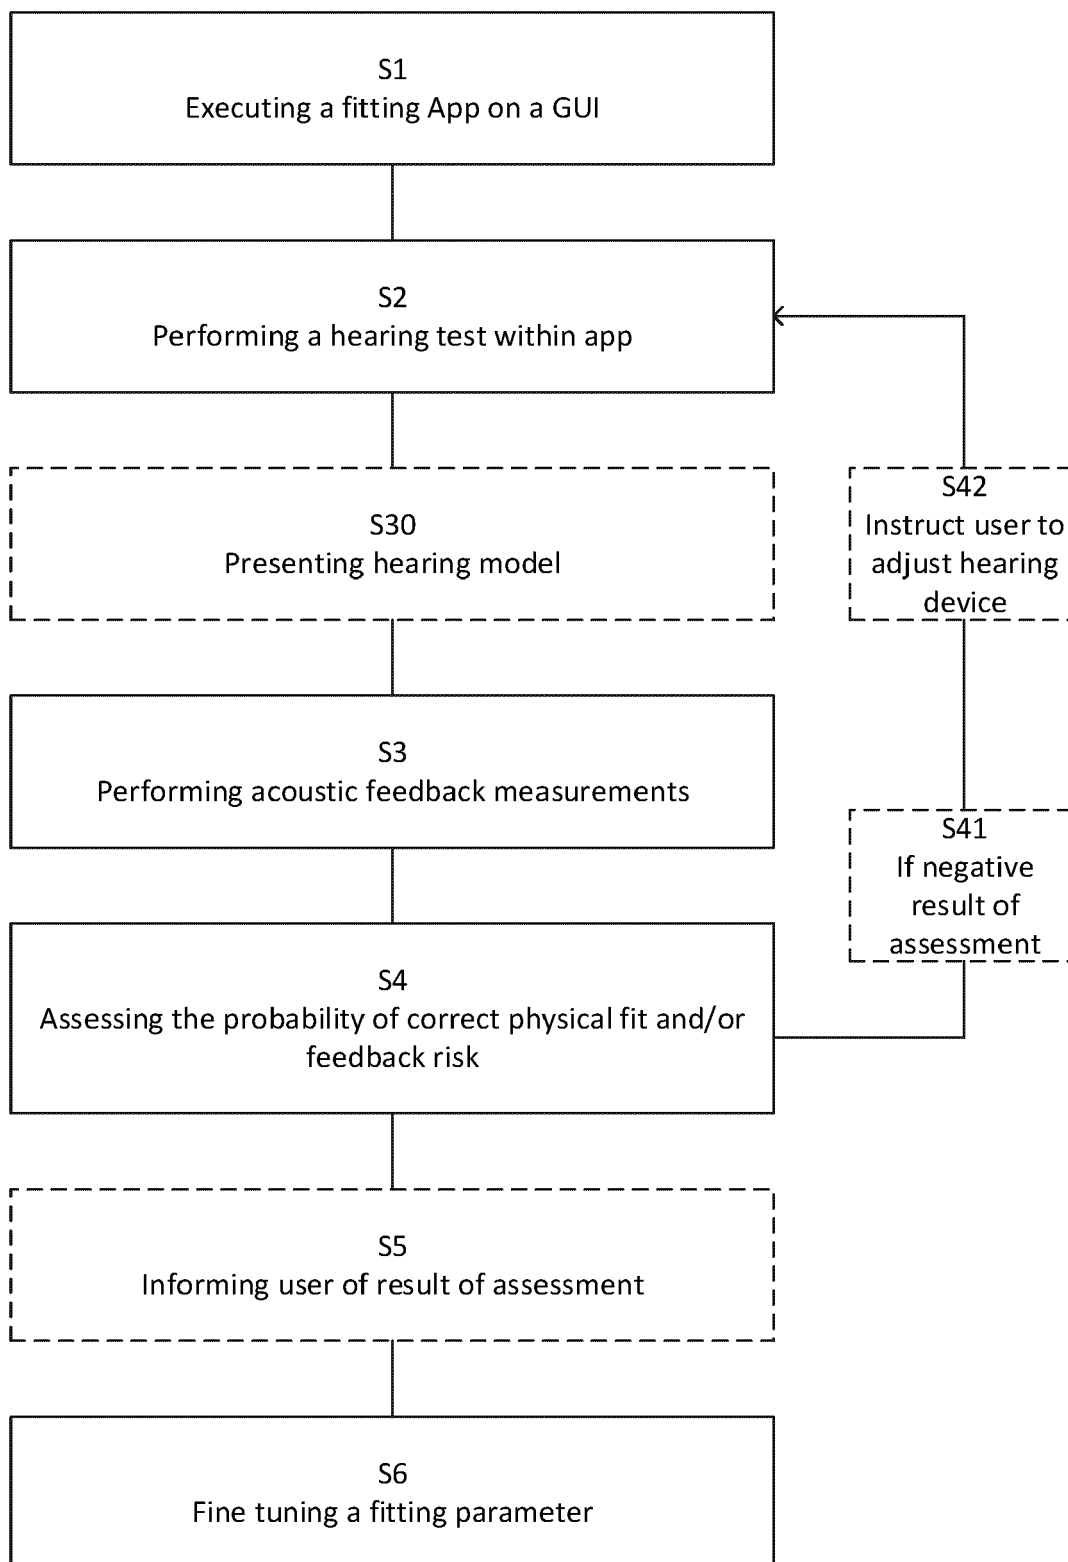 S1
Executing a fitting App on a GUI
S2
Performing a hearing test within app
S30
Presenting hearing model
S42
Instruct user to
adjust hearing
device
S3
Performing acoustic feedback measurements
S41
If negative
result of
assessment
S4
Assessing the probability of correct physical fit and/or
feedback risk
S5
Informing user of result of assessment
S6
Fine tuning a fitting parameter